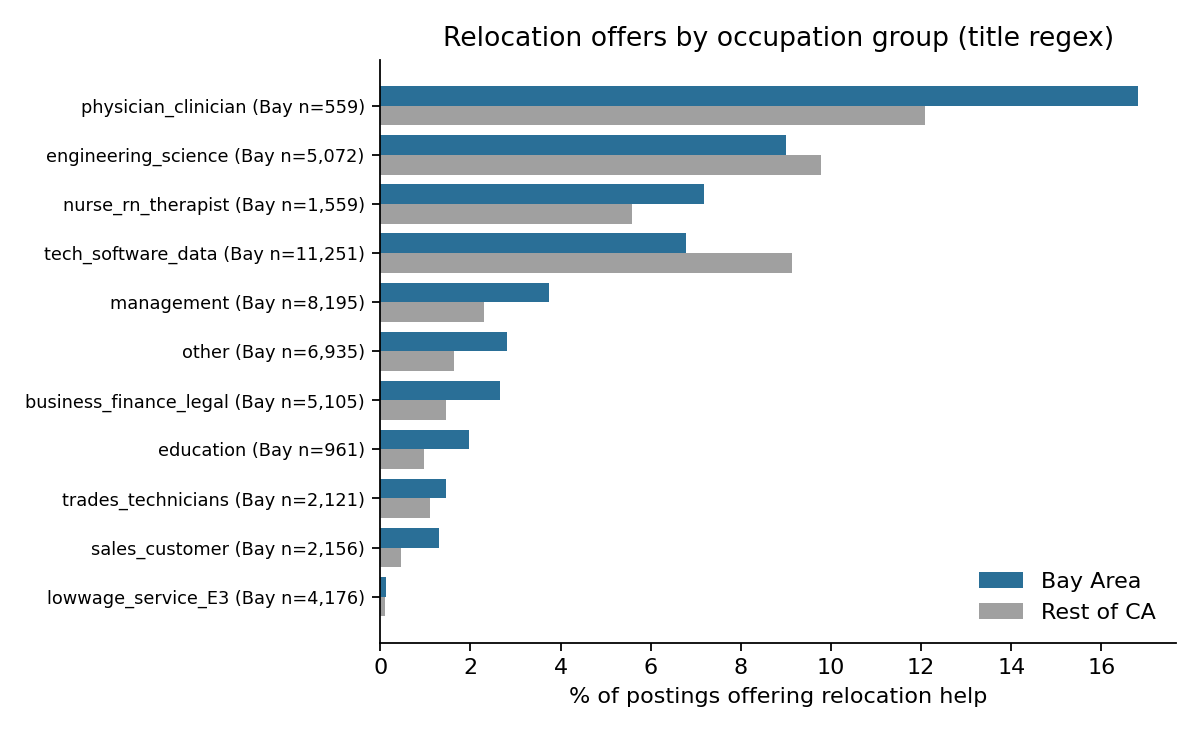 Relocation offers by occupation group (title regex)
physician_clinician (Bay n=559)
engineering_science (Bay n=5,072)
nurse_rn_therapist (Bay n=1,559)
tech_software_data (Bay n=11,251)
management (Bay n=8,195)
other (Bay n=6,935)
business_finance_legal (Bay n=5,105)
education (Bay n=961)
trades_technicians (Bay n=2,121)
sales_customer (Bay n=2,156)
lowwage_service_E3 (Bay n=4,176)
Bay Area
Rest of CA
0 2 4 6 8 10 12 14 16
% of postings offering relocation help